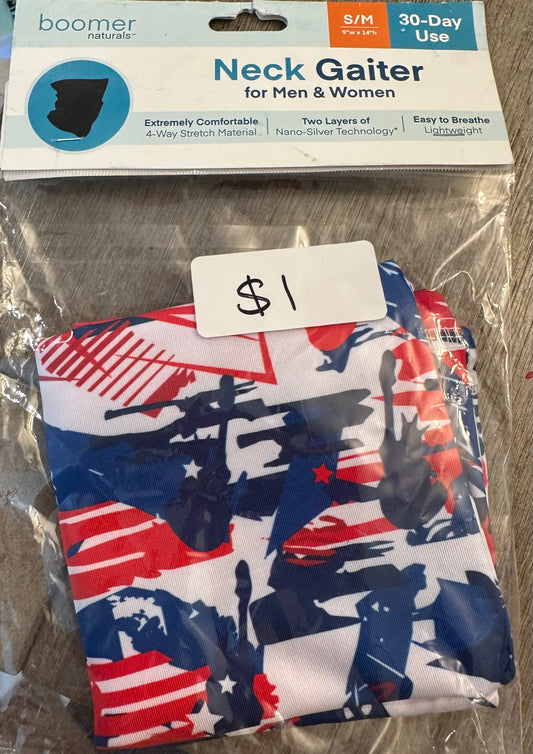 boomer
naturals™
S/M
9"w x 14"h
30-Day
Use
Neck Gaiter
for Men & Women
Extremely Comfortable
4-Way Stretch Material
Two Layers of
Nano-Silver Technology*
Easy to Breathe
Lightweight
$1